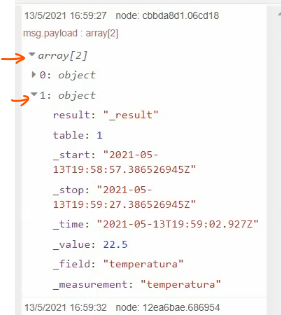 13/5/2021 16:59:27 node: cbbda8d1.06cd18
msg.payload : array[2]
array[2]
0: object
1: object
result: "_result"
table: 1
_start: "2021-05-
13T19:58:57.386526945Z"
_stop: "2021-05-
13T19:59:27.386526945Z"
_time: "2021-05-13T19:59:02.927Z"
_value: 22.5
_field: "temperatura"
_measurement: "temperatura"
13/5/2021 16:59:32 node: 12ea6bae.686954